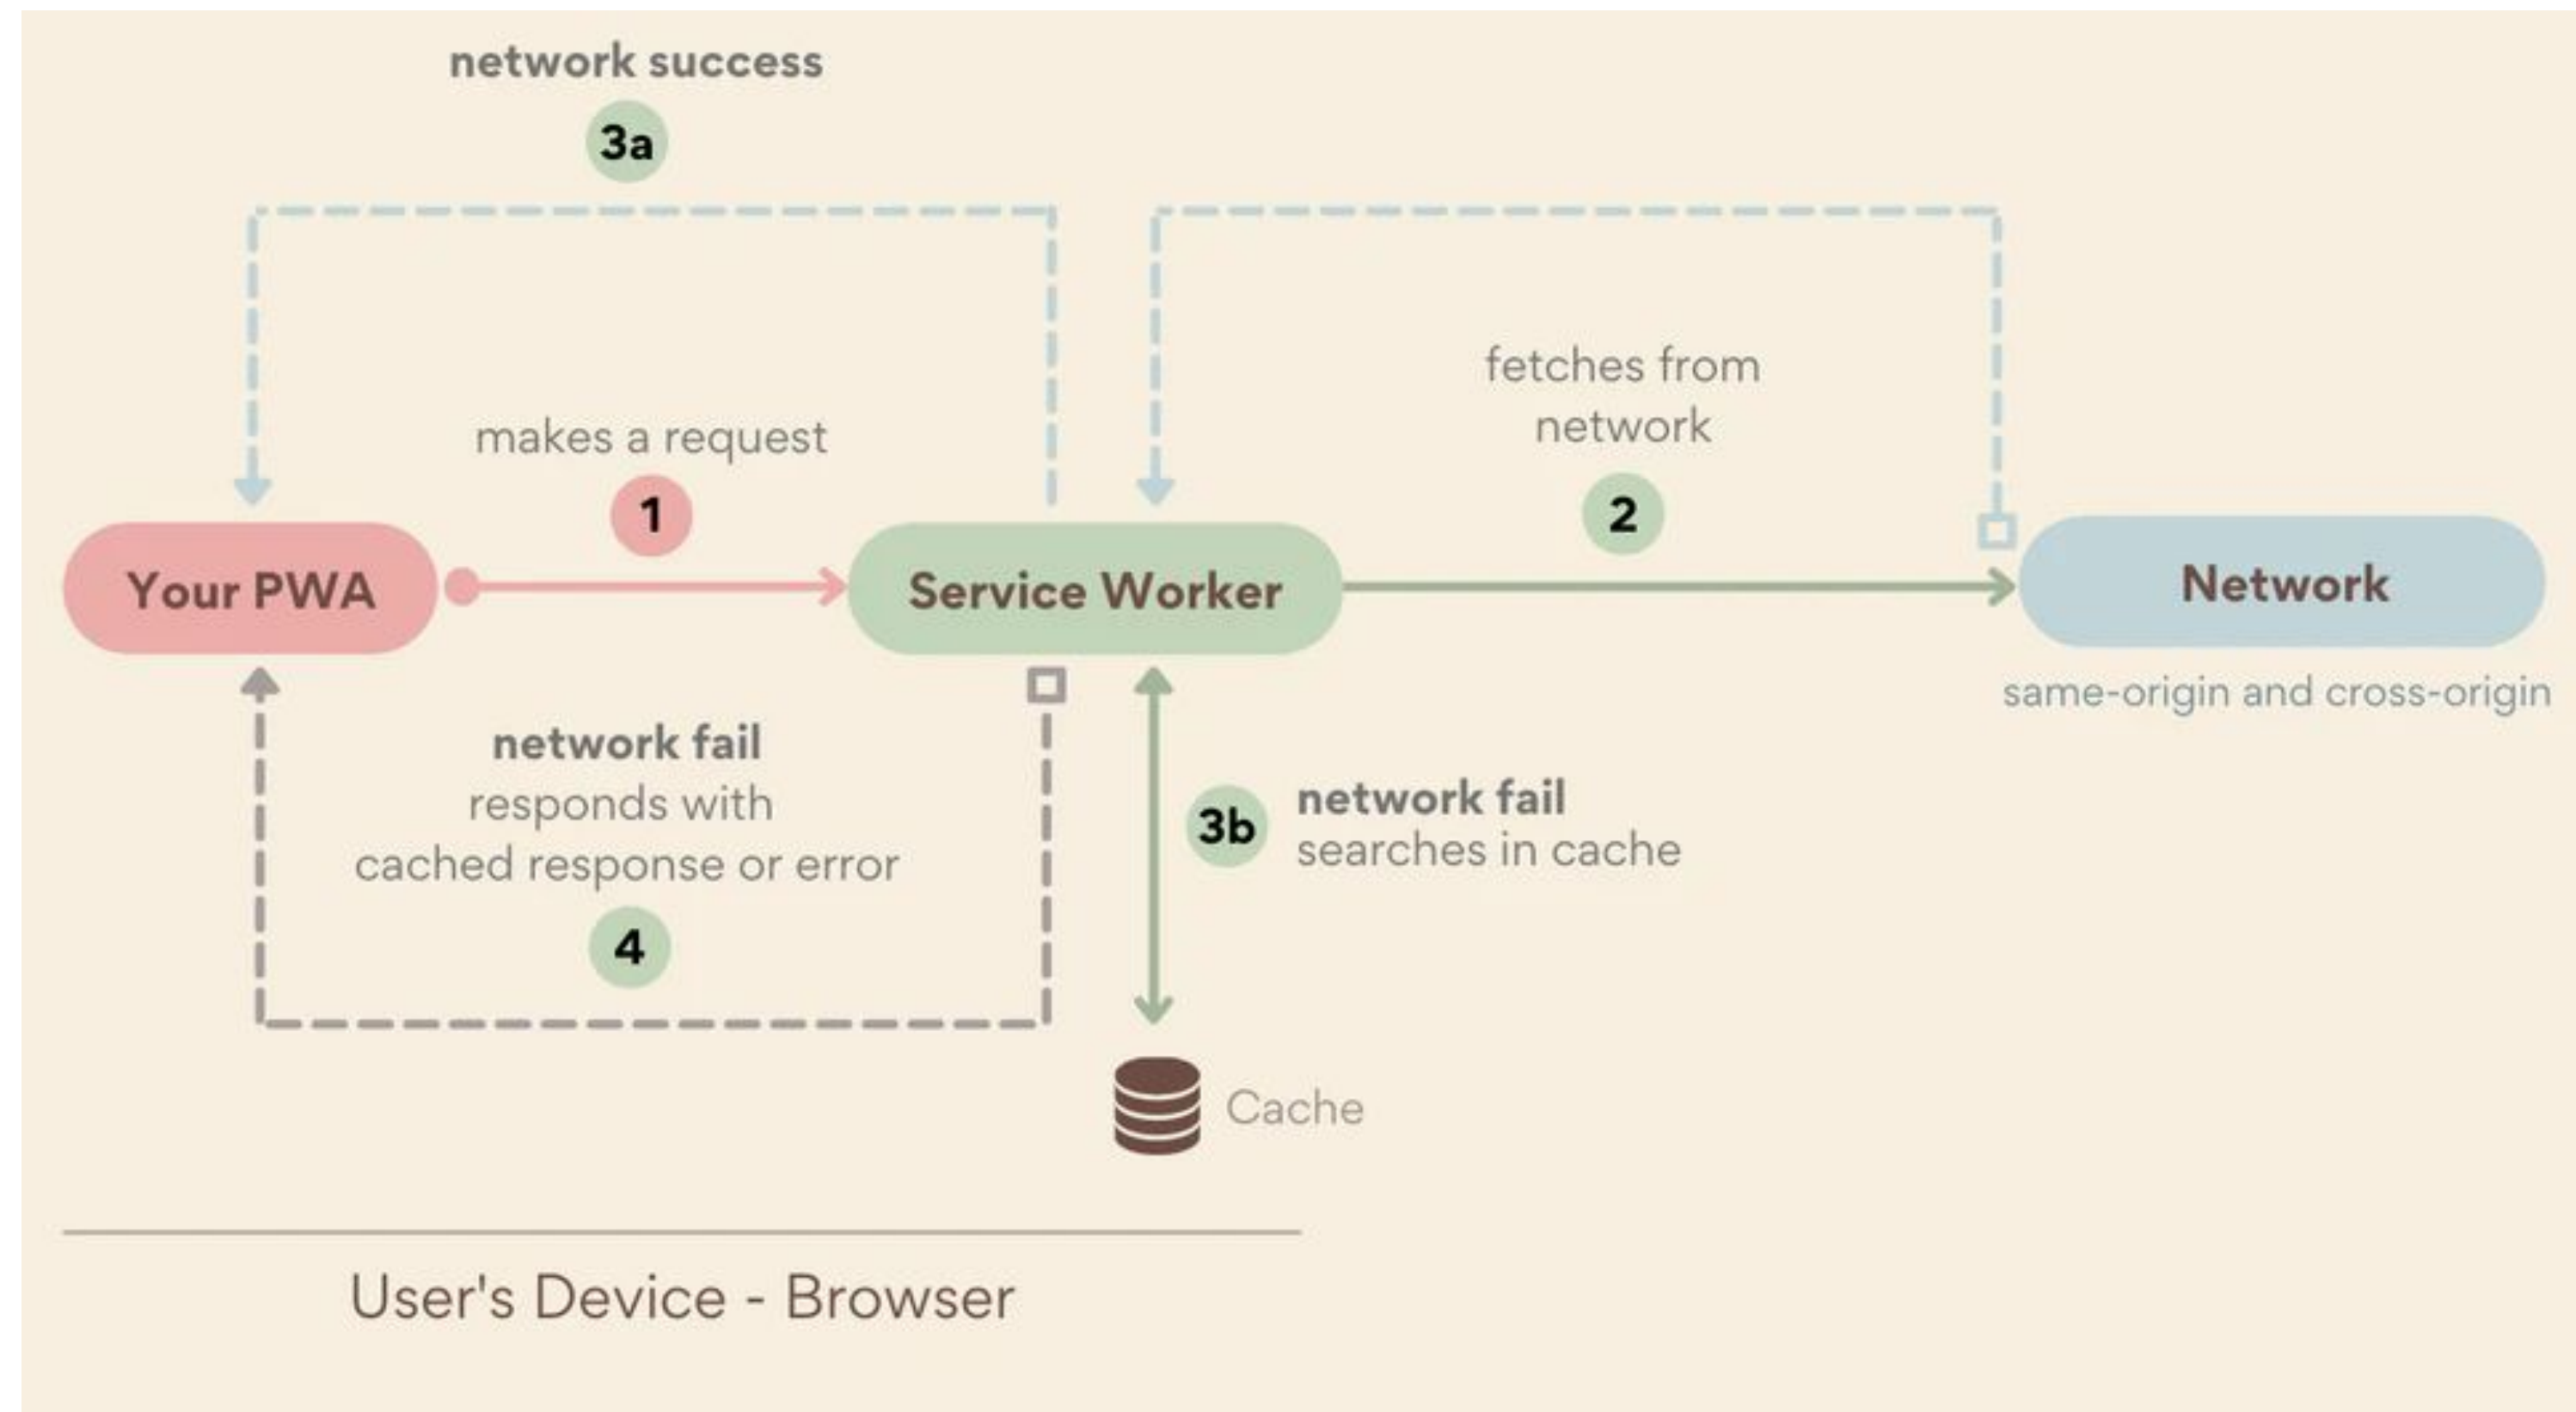 network success
3a
makes a request
1
fetches from
network
2
Your PWA
Service Worker
Network
same-origin and cross-origin
network fail
responds with
cached response or error
4
3b
network fail
searches in cache
Cache
User's Device - Browser